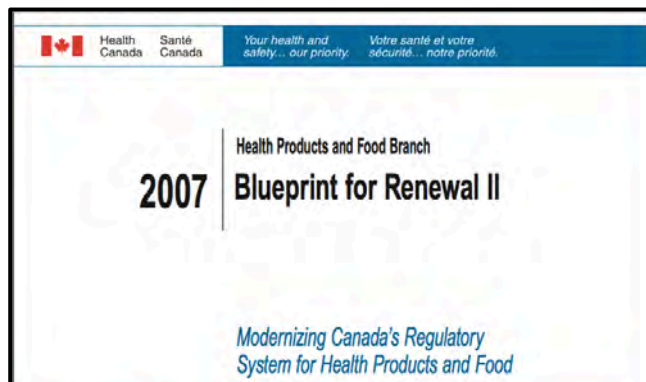 Health Canada
Santé Canada
Your health and safety... our priority.
Votre santé et votre sécurité... notre priorité.
Health Products and Food Branch
2007
Blueprint for Renewal II
Modernizing Canada's Regulatory
System for Health Products and Food